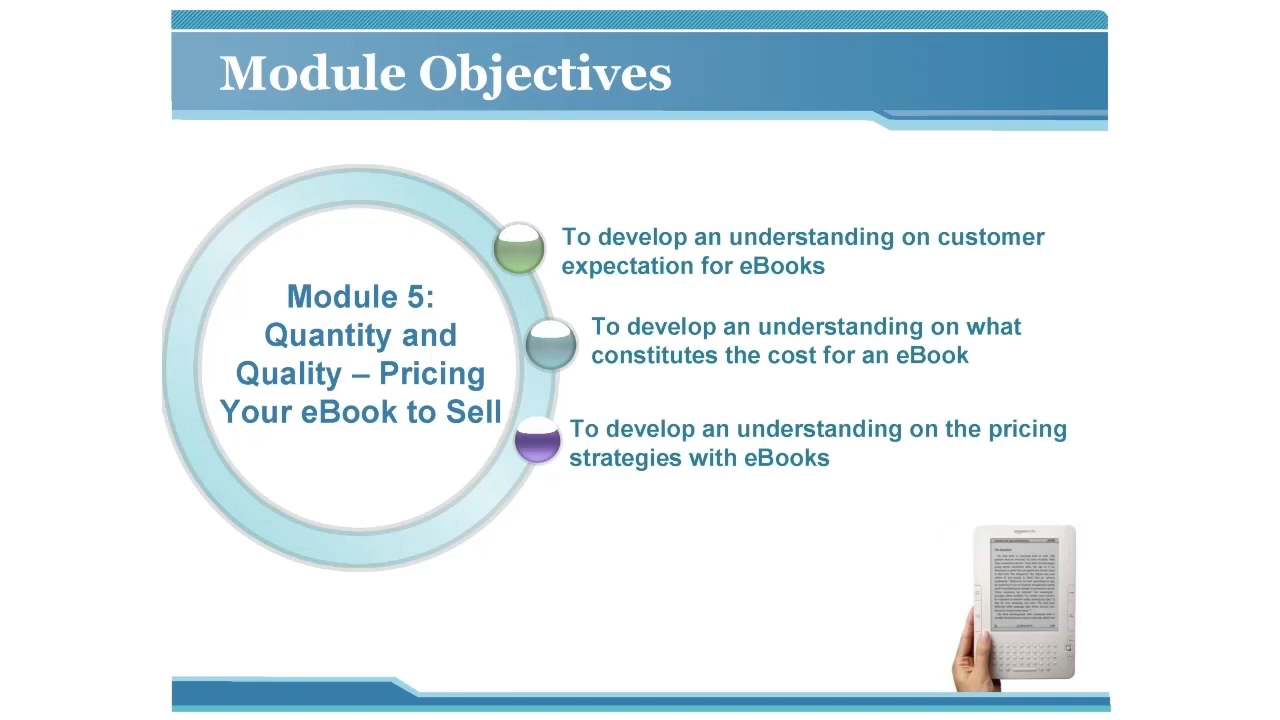 Module Objectives
Module 5:
Quantity and
Quality – Pricing
Your eBook to Sell
To develop an understanding on customer
expectation for eBooks
To develop an understanding on what
constitutes the cost for an eBook
To develop an understanding on the pricing
strategies with eBooks